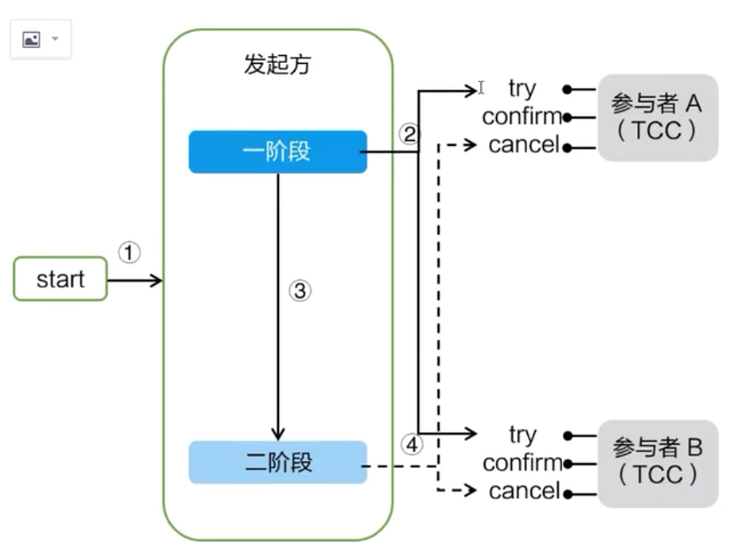 发起方
一阶段
②
try
confirm
cancel
参与者 A
（TCC）
①
start
③
④
二阶段
try
confirm
cancel
参与者 B
（TCC）